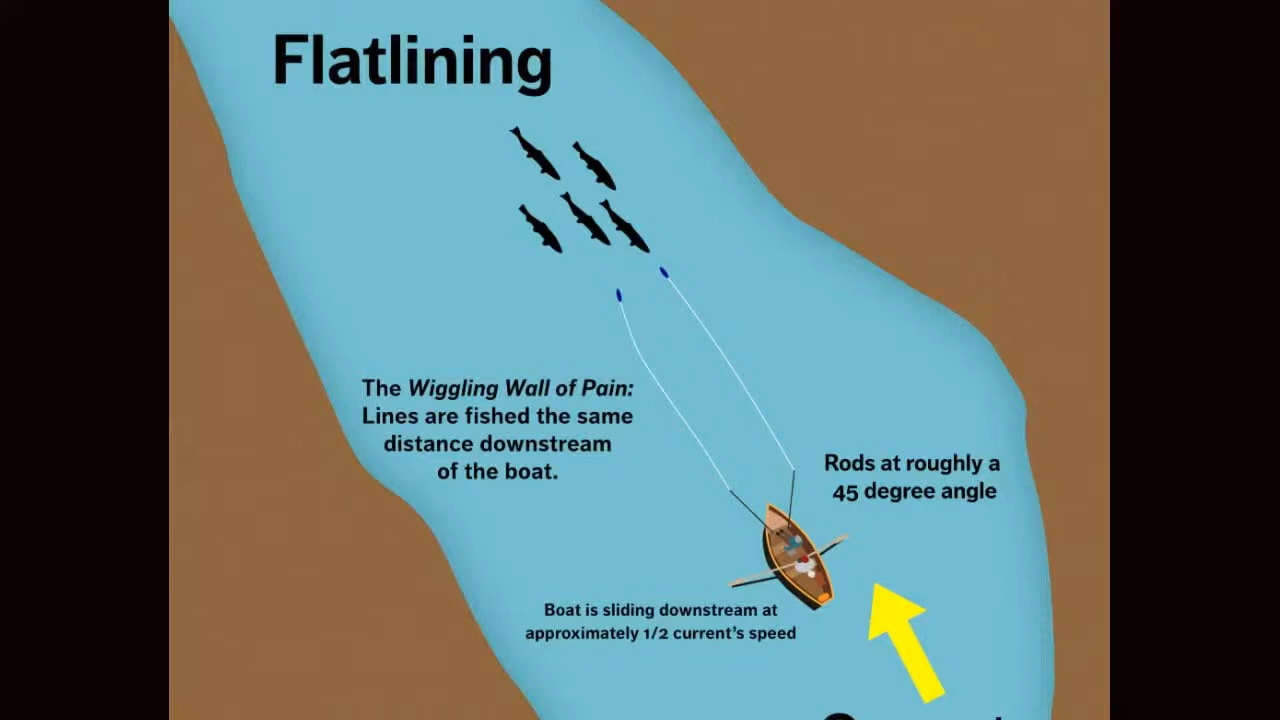 Flatlining
The Wiggling Wall of Pain:
Lines are fished the same
distance downstream
of the boat.
Rods at roughly a
45 degree angle
Boat is sliding downstream at
approximately 1/2 current's speed